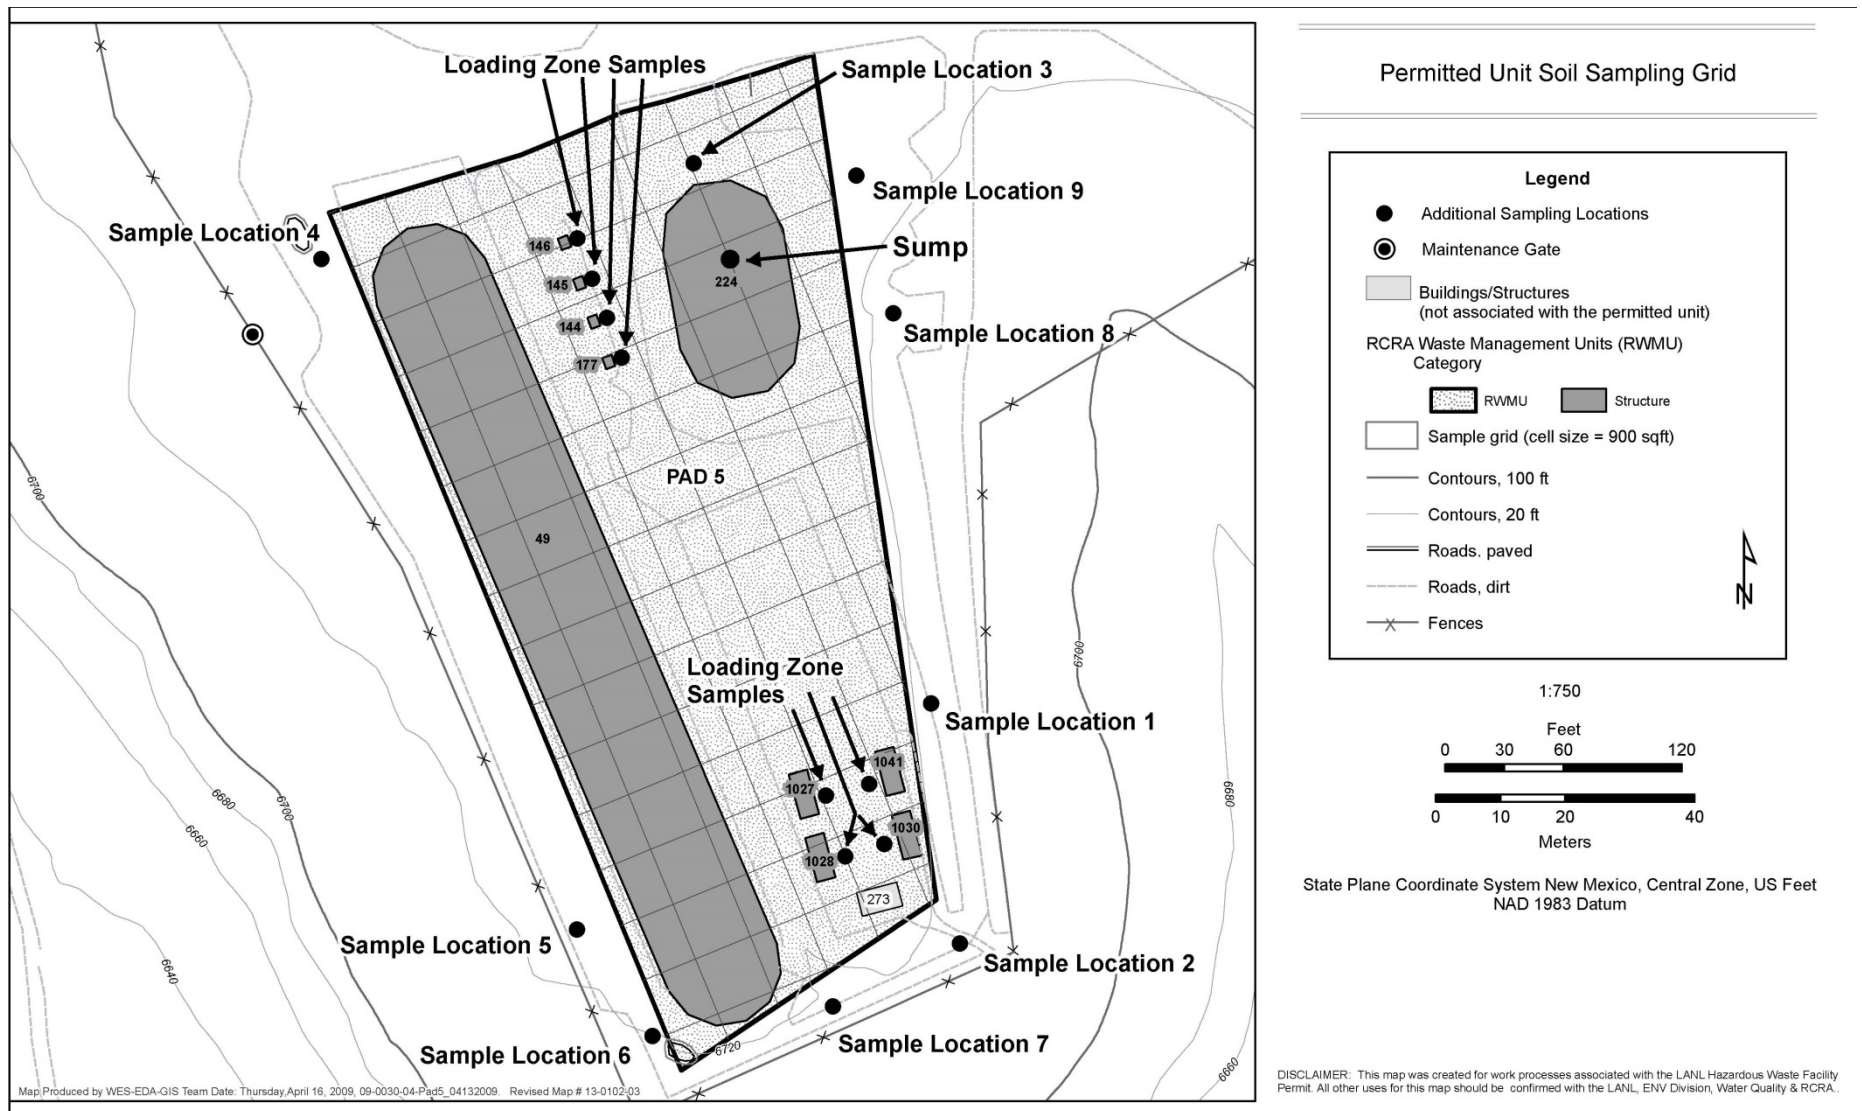 Loading Zone Samples
Sample Location 3
Sample Location 9
Sample Location 4
146
Sump
145
224
144
Sample Location 8
177
6700
PAD 5
49
Loading Zone
Samples
6700
Sample Location 1
1041
1027
6680
6680
6700
1030
6660
1028
273
Sample Location 5
6640
Sample Location 2
Sample Location 7
Sample Location 6
6720
6660
Map Produced by WES-EDA-GIS Team Date: Thursday,April 16, 2009, 09-0030-04-Pad5_04132009. Revised Map # 13-0102-03
Permitted Unit Soil Sampling Grid
Legend
Additional Sampling Locations
Maintenance Gate
Buildings/Structures
(not associated with the permitted unit)
RCRA Waste Management Units (RWMU)
Category
RWMU
Structure
Sample grid (cell size = 900 sqft)
Contours, 100 ft
Contours, 20 ft
Roads. paved
Roads, dirt
Fences
N
1:750
Feet
0 30 60 120
0 10 20 40
Meters
State Plane Coordinate System New Mexico, Central Zone, US Feet
NAD 1983 Datum
DISCLAIMER: This map was created for work processes associated with the LANL Hazardous Waste Facility
Permit. All other uses for this map should be confirmed with the LANL, ENV Division, Water Quality & RCRA..